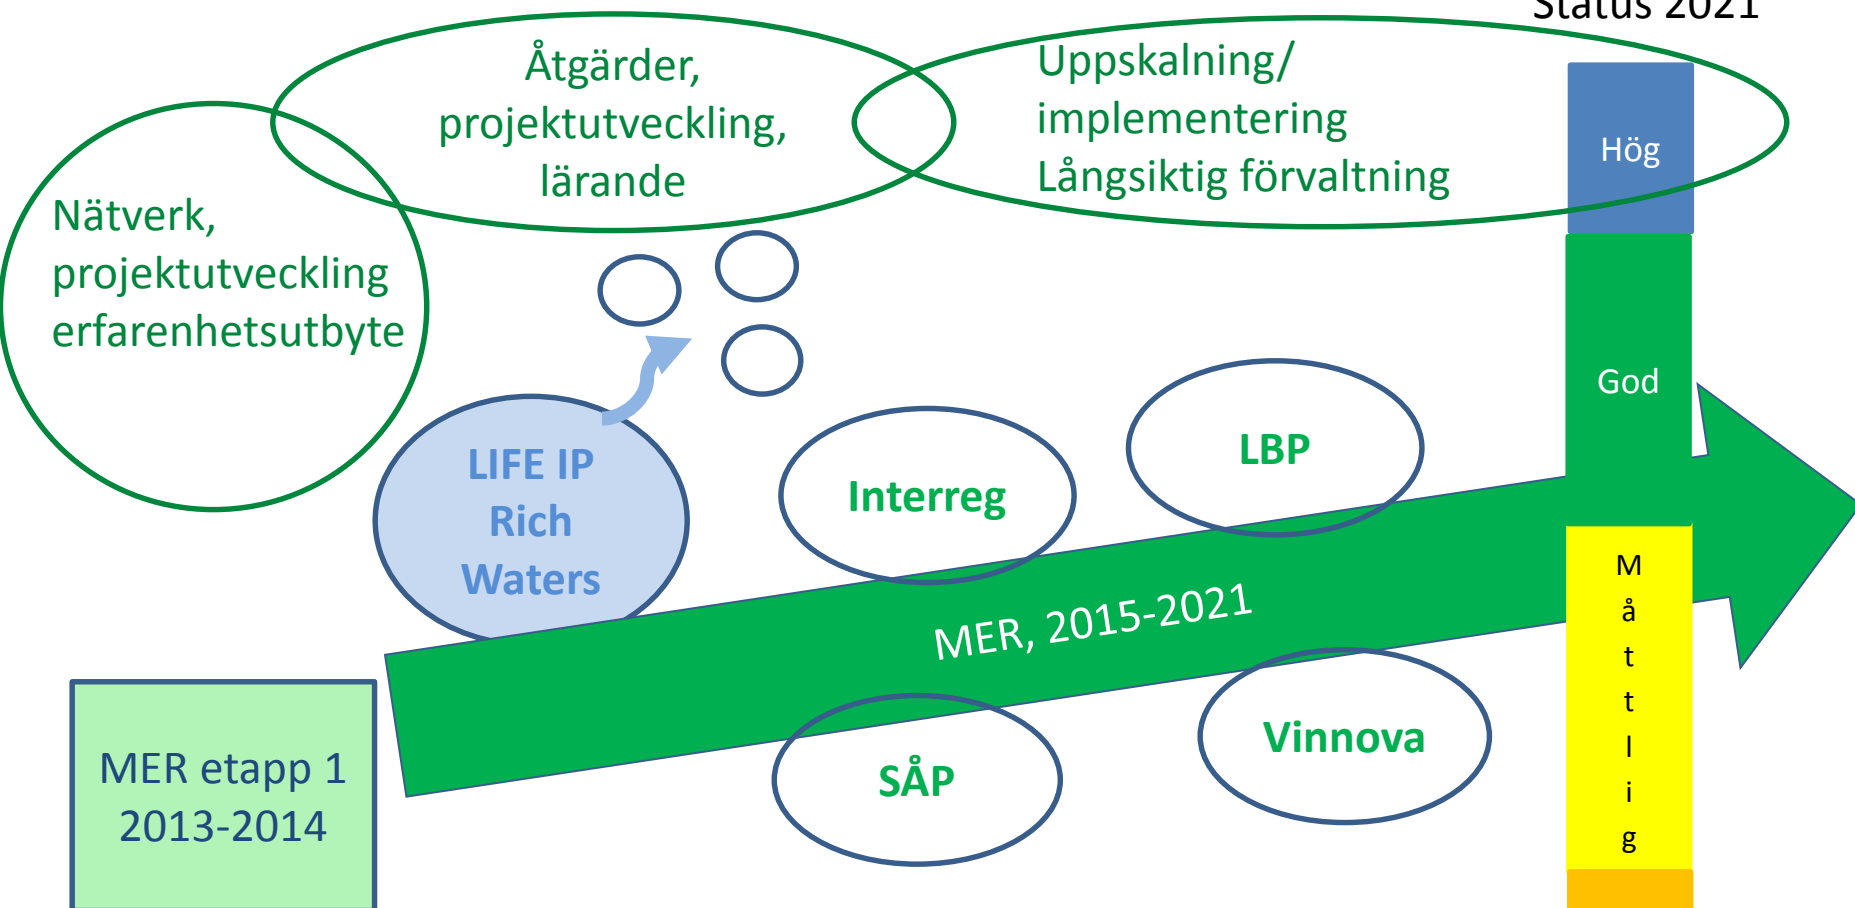 Status 2021
Åtgärder,
projektutveckling,
lärande
Uppskalning/
implementering
Långsiktig förvaltning
Nätverk,
projektutveckling
erfarenhetsutbyte
Hög
God
M
å
t
t
l
i
g
LIFE IP
Rich
Waters
Interreg
LBP
MER, 2015-2021
SÅP
Vinnova
MER etapp 1
2013-2014